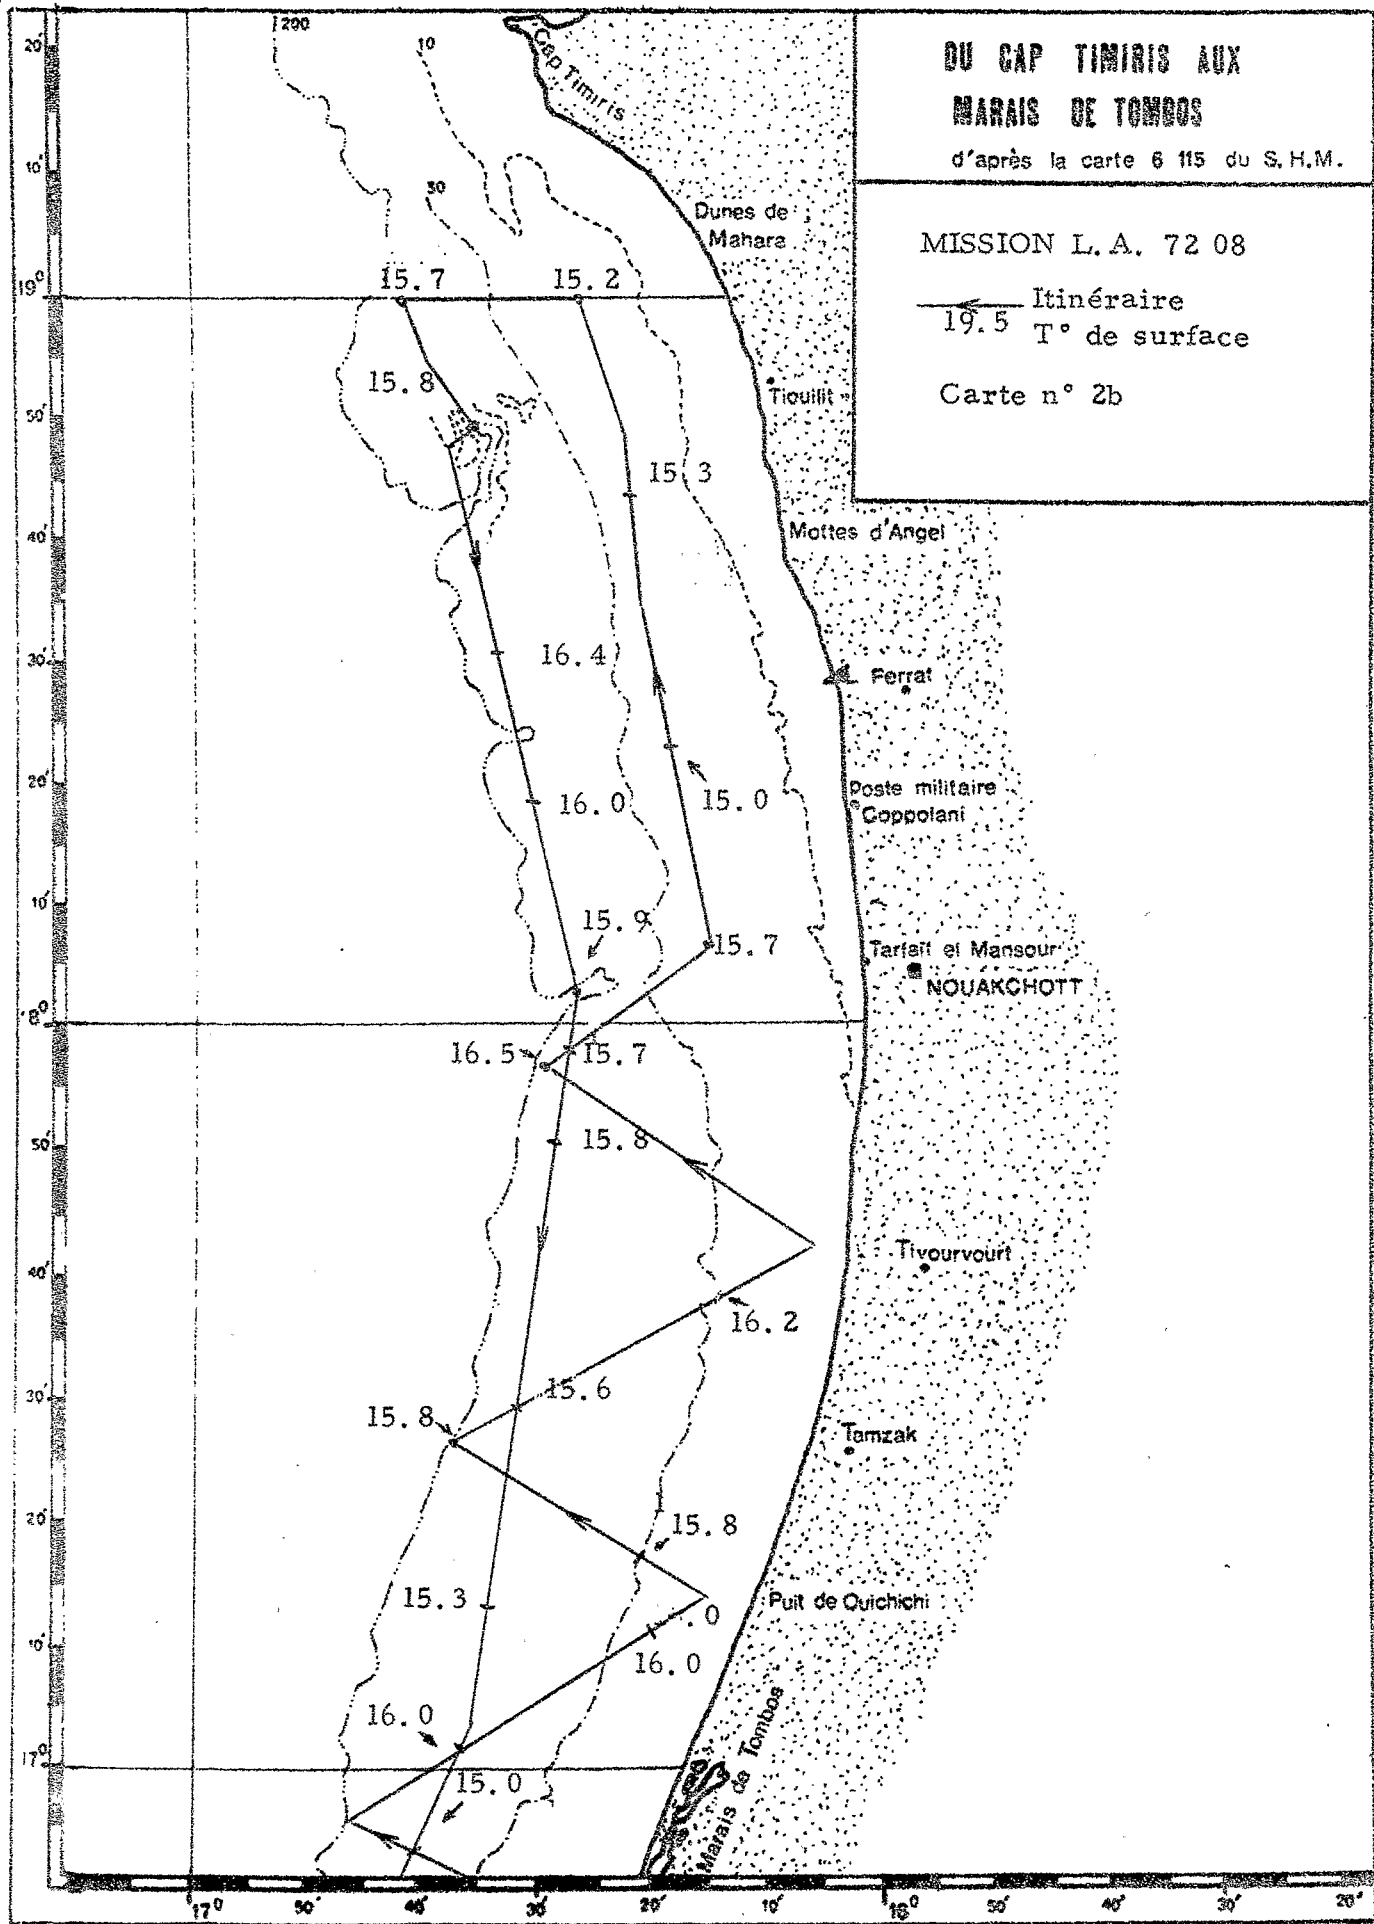 DU CAP TIMIRIS AUX
MARAIS DE TOMBOS
d'après la carte 6 115 du S.H.M.
MISSION L.A. 72 08
Itinéraire
19.5 T° de surface
Carte n° 2b
200
10
20'
Cap Timiris
10'
30
Dunes de
Mahara
15.7
15.2
19°
15.8
Tiouilit
50'
15.3
40'
Mottes d'Angel
30'
16.4
Ferrat
20'
16.0
15.0
Poste militaire
Coppolani
10'
15.9
15.7
Tarfait el Mansour
NOUAKCHOTT
18°
16.5
15.7
50'
15.8
Tivourvourt
40'
16.2
30'
15.6
15.8
Tamzak
20'
15.8
15.3
Puit de Ouichichi
.0
10'
16.0
16.0
Marais de Tombos
17°
15.0
17°
50'
40'
30'
20'
10'
16°
50'
40'
30'
20'